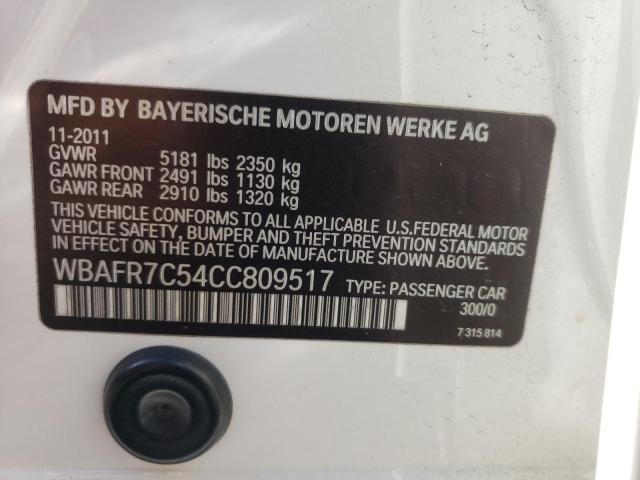 MFD BY BAYERISCHE MOTOREN WERKE AG
11-2011
GVWR 5181 lbs 2350 kg
GAWR FRONT 2491 lbs 1130 kg
GAWR REAR 2910 lbs 1320 kg
THIS VEHICLE CONFORMS TO ALL APPLICABLE U.S.FEDERAL MOTOR
VEHICLE SAFETY, BUMPER AND THEFT PREVENTION STANDARDS
IN EFFECT ON THE DATE OF MANUFACTURE SHOWN ABOVE.
WBAFR7C54CC809517 TYPE: PASSENGER CAR
300/0
7 315 814